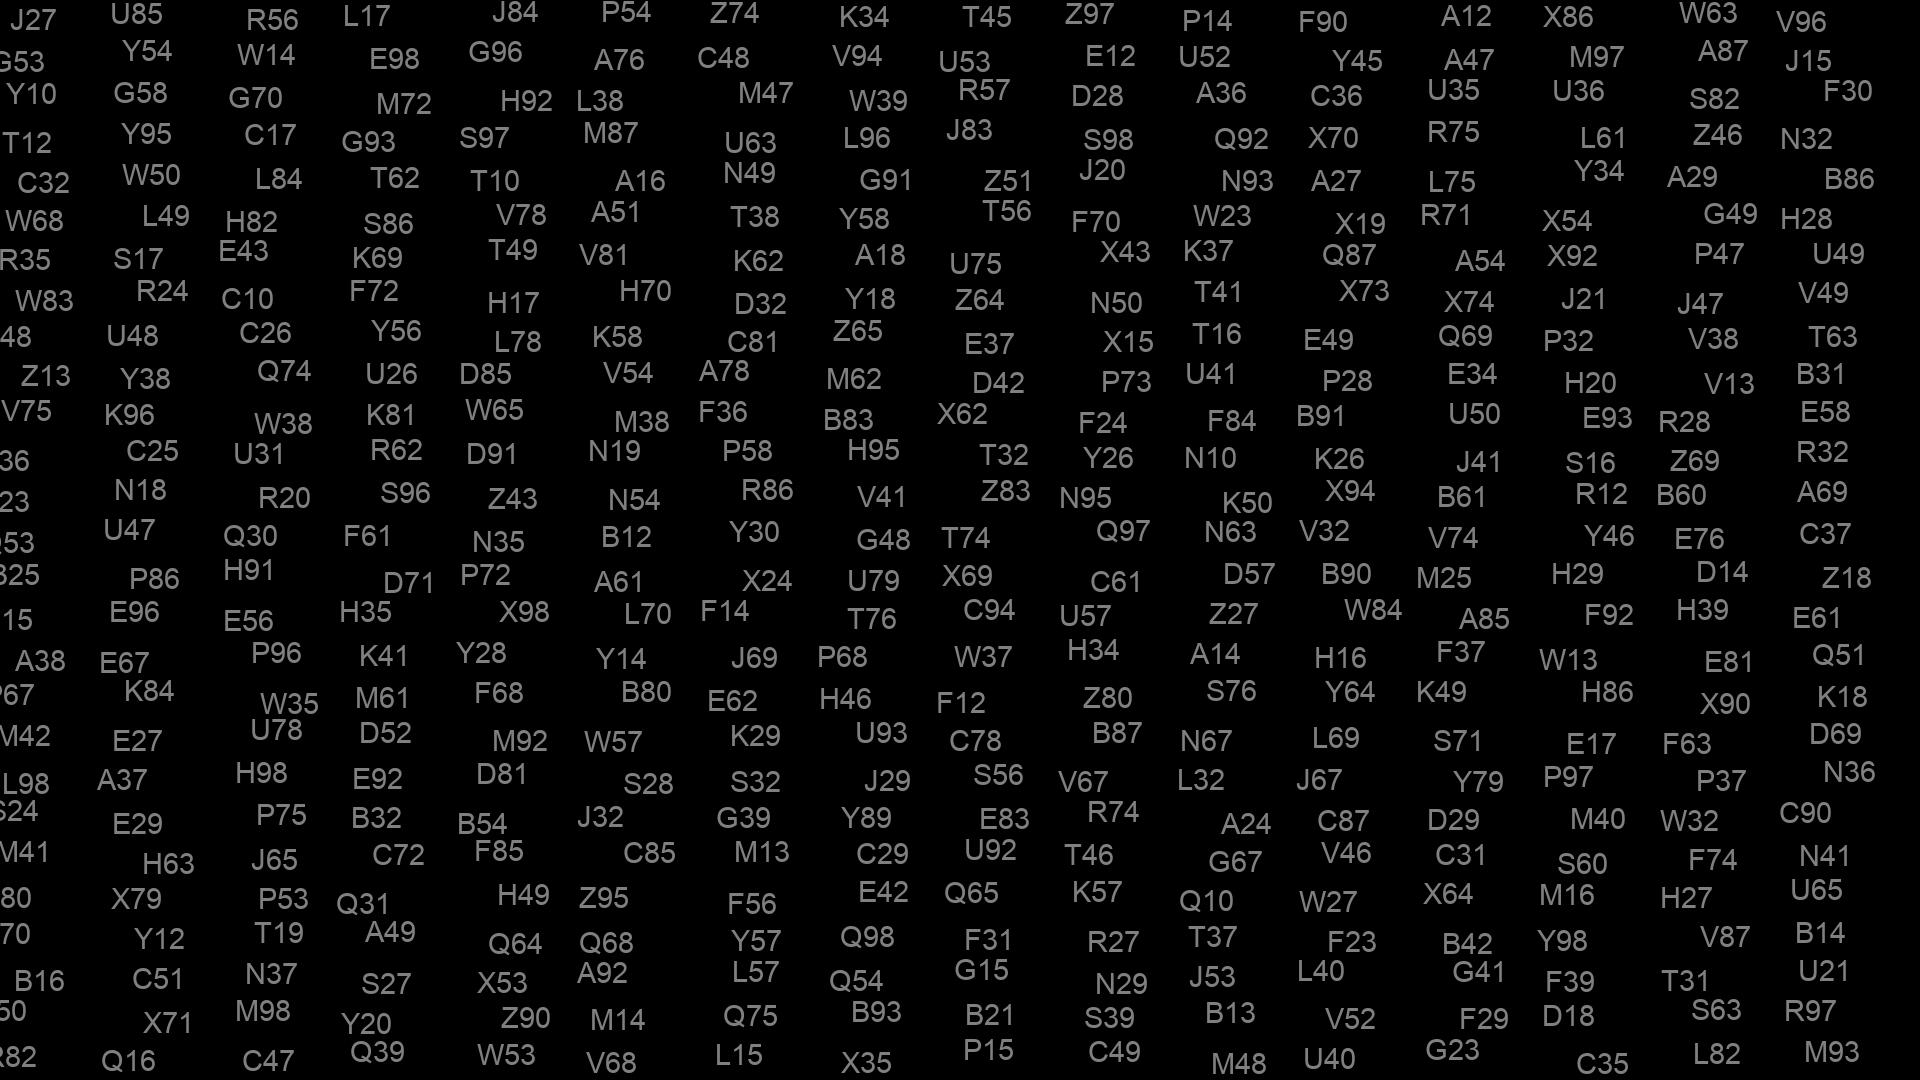 J27 U85 R56 L17 J84 P54 Z74 K34 T45 Z97 P14 F90 A12 X86 W63 V96
G53 Y54 W14 E98 G96 A76 C48 V94 U53 E12 U52 Y45 A47 M97 A87 J15
Y10 G58 G70 M72 H92 L38 M47 W39 R57 D28 A36 C36 U35 U36 S82 F30
T12 Y95 C17 G93 S97 M87 U63 L96 J83 S98 Q92 X70 R75 L61 Z46 N32
C32 W50 L84 T62 T10 A16 N49 G91 Z51 J20 N93 A27 L75 Y34 A29 B86
W68 L49 H82 S86 V78 A51 T38 Y58 T56 F70 W23 X19 R71 X54 G49 H28
R35 S17 E43 K69 T49 V81 K62 A18 U75 X43 K37 Q87 A54 X92 P47 U49
W83 R24 C10 F72 H17 H70 D32 Y18 Z64 N50 T41 X73 X74 J21 J47 V49
48 U48 C26 Y56 L78 K58 C81 Z65 E37 X15 T16 E49 Q69 P32 V38 T63
Z13 Y38 Q74 U26 D85 V54 A78 M62 D42 P73 U41 P28 E34 H20 V13 B31
V75 K96 W38 K81 W65 M38 F36 B83 X62 F24 F84 B91 U50 E93 R28 E58
36 C25 U31 R62 D91 N19 P58 H95 T32 Y26 N10 K26 J41 S16 Z69 R32
23 N18 R20 S96 Z43 N54 R86 V41 Z83 N95 K50 X94 B61 R12 B60 A69
53 U47 Q30 F61 N35 B12 Y30 G48 T74 Q97 N63 V32 V74 Y46 E76 C37
B25 P86 H91 D71 P72 A61 X24 U79 X69 C61 D57 B90 M25 H29 D14 Z18
15 E96 E56 H35 X98 L70 F14 T76 C94 U57 Z27 W84 A85 F92 H39 E61
A38 E67 P96 K41 Y28 Y14 J69 P68 W37 H34 A14 H16 F37 W13 E81 Q51
P67 K84 W35 M61 F68 B80 E62 H46 F12 Z80 S76 Y64 K49 H86 X90 K18
M42 E27 U78 D52 M92 W57 K29 U93 C78 B87 N67 L69 S71 E17 F63 D69
L98 A37 H98 E92 D81 S28 S32 J29 S56 V67 L32 J67 Y79 P97 P37 N36
S24 E29 P75 B32 B54 J32 G39 Y89 E83 R74 A24 C87 D29 M40 W32 C90
M41 H63 J65 C72 F85 C85 M13 C29 U92 T46 G67 V46 C31 S60 F74 N41
80 X79 P53 Q31 H49 Z95 F56 E42 Q65 K57 Q10 W27 X64 M16 H27 U65
70 Y12 T19 A49 Q64 Q68 Y57 Q98 F31 R27 T37 F23 B42 Y98 V87 B14
B16 C51 N37 S27 X53 A92 L57 Q54 G15 N29 J53 L40 G41 F39 T31 U21
50 X71 M98 Y20 Z90 M14 Q75 B93 B21 S39 B13 V52 F29 D18 S63 R97
R82 Q16 C47 Q39 W53 V68 L15 X35 P15 C49 M48 U40 G23 C35 L82 M93